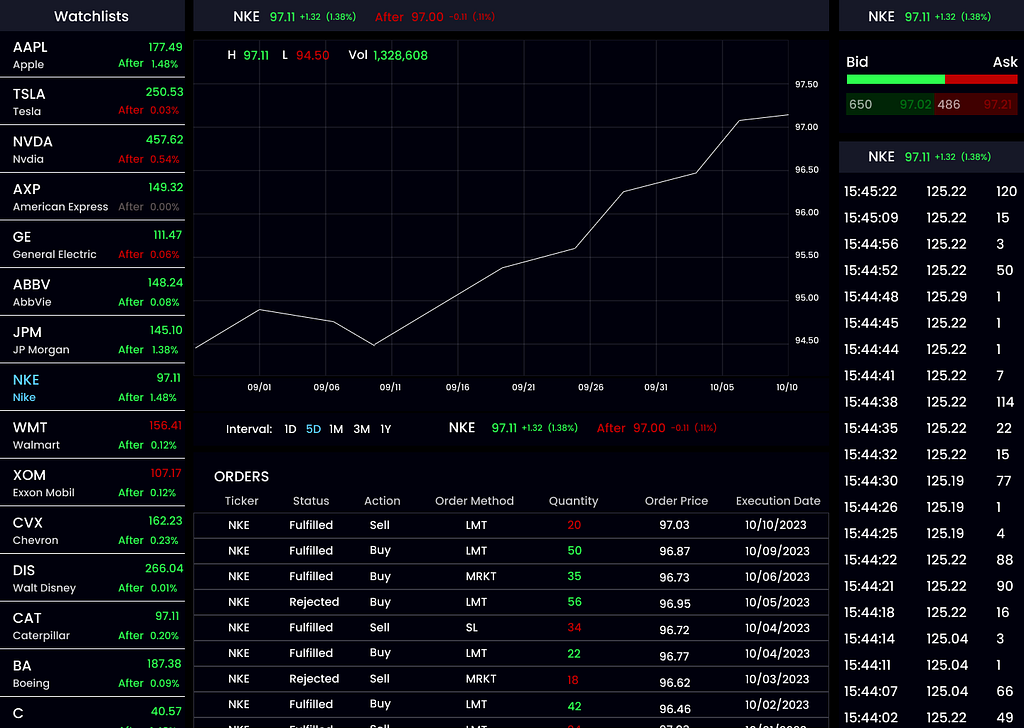 Watchlists
AAPL 177.49
Apple After 1.48%
TSLA 250.53
Tesla After 0.03%
NVDA 457.62
Nvdia After 0.54%
AXP 149.32
American Express After 0.00%
GE 111.47
General Electric After 0.06%
ABBV 148.24
AbbVie After 0.08%
JPM 145.10
JP Morgan After 1.38%
NKE 97.11
Nike After 1.48%
WMT 156.41
Walmart After 0.12%
XOM 107.17
Exxon Mobil After 0.12%
CVX 162.23
Chevron After 0.23%
DIS 266.04
Walt Disney After 0.01%
CAT 97.11
Caterpillar After 0.20%
BA 187.38
Boeing After 0.09%
C 40.57
NKE 97.11 +1.32 (1.38%) After 97.00 -0.11 (.11%)
H 97.11 L 94.50 Vol 1,328,608
97.50
97.00
96.50
96.00
95.50
95.00
94.50
09/01 09/06 09/11 09/16 09/21 09/26 09/31 10/05 10/10
Interval: 1D 5D 1M 3M 1Y NKE 97.11 +1.32 (1.38%) After 97.00 -0.11 (.11%)
ORDERS
Ticker Status Action Order Method Quantity Order Price Execution Date
NKE Fulfilled Sell LMT 20 97.03 10/10/2023
NKE Fulfilled Buy LMT 50 96.87 10/09/2023
NKE Fulfilled Buy MRKT 35 96.73 10/06/2023
NKE Rejected Buy LMT 56 96.95 10/05/2023
NKE Fulfilled Sell SL 34 96.72 10/04/2023
NKE Fulfilled Buy LMT 22 96.77 10/04/2023
NKE Rejected Sell MRKT 18 96.62 10/03/2023
NKE Fulfilled Buy LMT 42 96.46 10/02/2023
NKE 97.11 +1.32 (1.38%)
Bid Ask
650 97.02 486 97.21
NKE 97.11 +1.32 (1.38%)
15:45:22 125.22 120
15:45:09 125.22 15
15:44:56 125.22 3
15:44:52 125.22 50
15:44:48 125.29 1
15:44:45 125.22 1
15:44:44 125.22 1
15:44:41 125.22 7
15:44:38 125.22 114
15:44:35 125.22 22
15:44:32 125.22 15
15:44:30 125.19 77
15:44:26 125.19 1
15:44:25 125.19 4
15:44:22 125.22 88
15:44:21 125.22 90
15:44:18 125.22 16
15:44:14 125.04 3
15:44:11 125.04 1
15:44:07 125.04 66
15:44:02 125.22 49